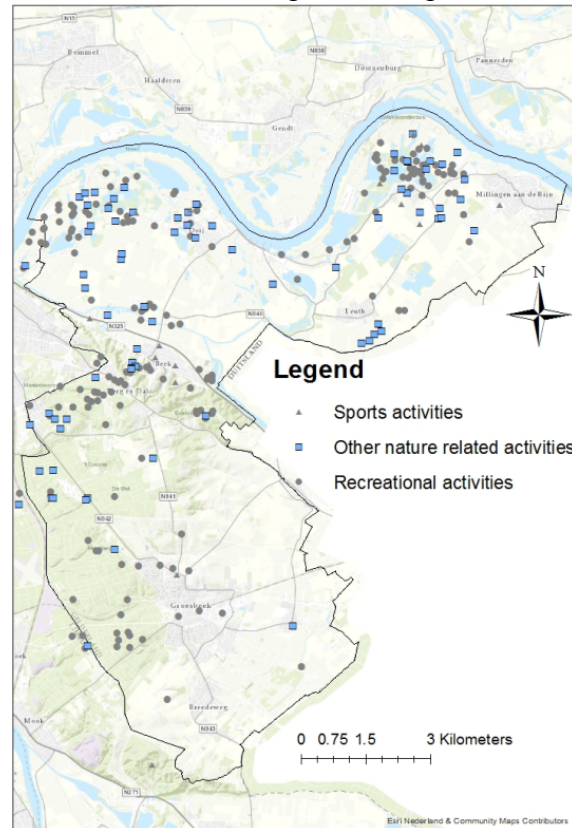 N15
Bemmel
N838
Doornenburg
Pannerden
Haalderen
N839
Gendt
Millingen aan de Rijn
Ooij
N840
Leuth
N
N325
DUITSLAND
Beek
Legend
Sports activities
Other nature related activities
Recreational activities
N841
N842
Groesbeek
Breedeweg
Mook
N843
N271
0 0.75 1.5 3 Kilometers
Esri Nederland & Community Maps Contributors